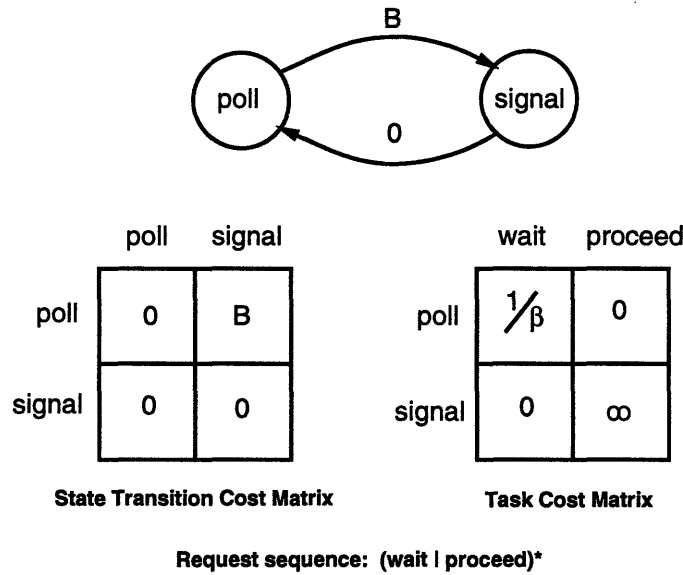 B
poll
signal
0
poll signal
wait proceed
poll 0 B
poll 1/β 0
signal 0 0
signal 0 ∞
State Transition Cost Matrix
Task Cost Matrix
Request sequence: (wait | proceed)*